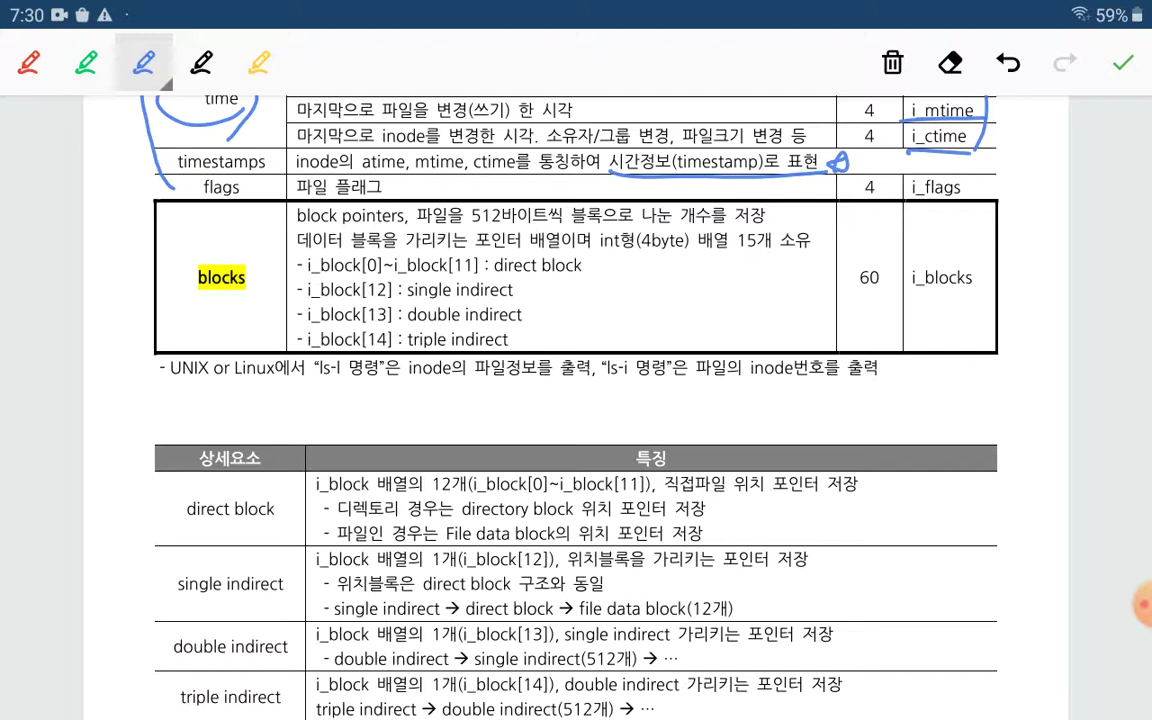 7:30
59%
time
마지막으로 파일을 변경(쓰기) 한 시각 4 i_mtime
마지막으로 inode를 변경한 시각. 소유자/그룹 변경, 파일크기 변경 등 4 i_ctime
timestamps inode의 atime, mtime, ctime를 통칭하여 시간정보(timestamp)로 표현
flags 파일 플래그 4 i_flags
block pointers, 파일을 512바이트씩 블록으로 나눈 개수를 저장
데이터 블록을 가리키는 포인터 배열이며 int형(4byte) 배열 15개 소유
- i_block[0]~i_block[11] : direct block
blocks 60 i_blocks
- i_block[12] : single indirect
- i_block[13] : double indirect
- i_block[14] : triple indirect
- UNIX or Linux에서 “ls-l 명령”은 inode의 파일정보를 출력, “ls-i 명령”은 파일의 inode번호를 출력
상세요소 특징
i_block 배열의 12개(i_block[0]~i_block[11]), 직접파일 위치 포인터 저장
direct block - 디렉토리 경우는 directory block 위치 포인터 저장
- 파일인 경우는 File data block의 위치 포인터 저장
i_block 배열의 1개(i_block[12]), 위치블록을 가리키는 포인터 저장
single indirect - 위치블록은 direct block 구조와 동일
- single indirect → direct block → file data block(12개)
i_block 배열의 1개(i_block[13]), single indirect 가리키는 포인터 저장
double indirect
- double indirect → single indirect(512개) → ⋯
i_block 배열의 1개(i_block[14]), double indirect 가리키는 포인터 저장
triple indirect
triple indirect → double indirect(512개) → ⋯